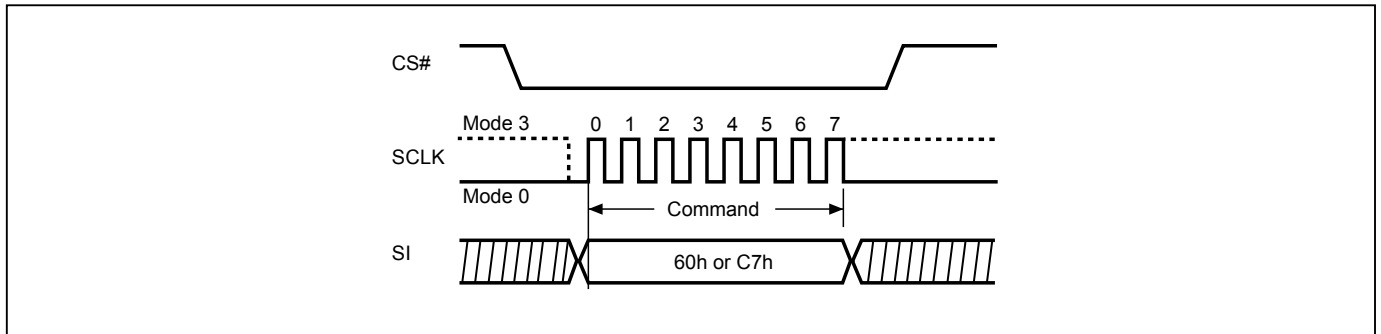 CS#
Mode 3 0 1 2 3 4 5 6 7
SCLK
Mode 0
Command
SI
60h or C7h